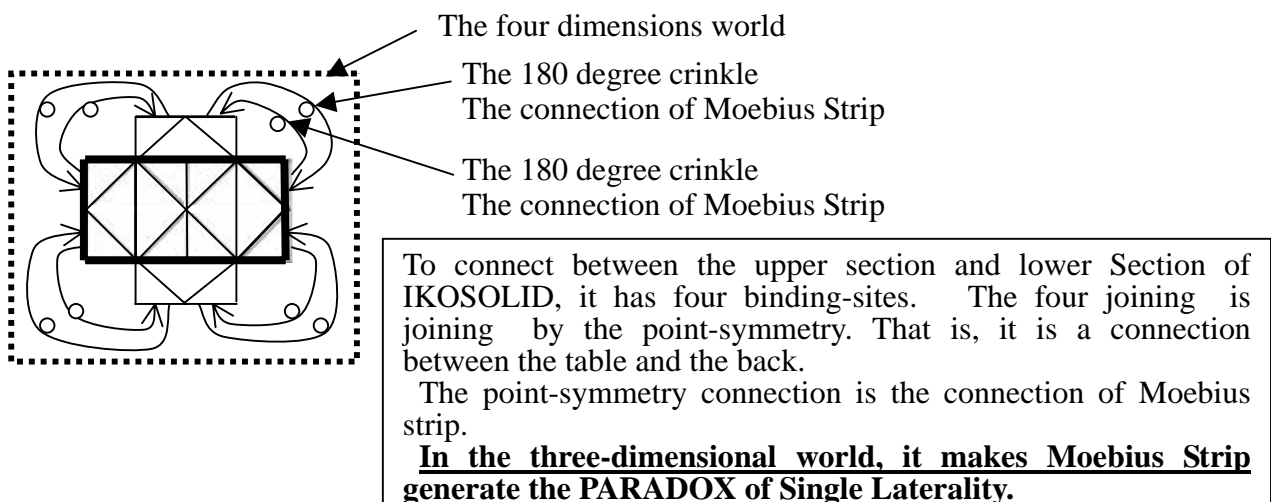 The four dimensions world
The 180 degree crinkle
The connection of Moebius Strip
The 180 degree crinkle
The connection of Moebius Strip
To connect between the upper section and lower Section of
IKOSOLID, it has four binding-sites. The four joining is
joining by the point-symmetry. That is, it is a connection
between the table and the back.
The point-symmetry connection is the connection of Moebius
strip.
In the three-dimensional world, it makes Moebius Strip
generate the PARADOX of Single Laterality.